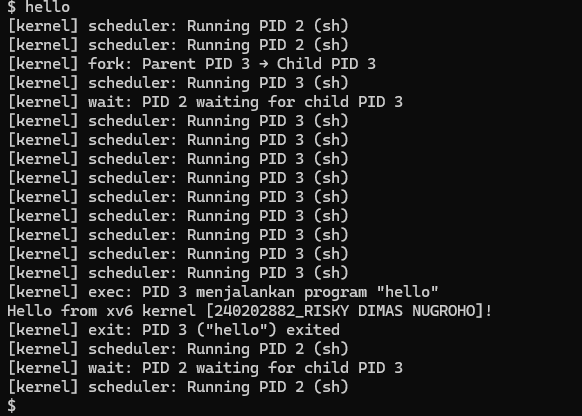 $ hello
[kernel] scheduler: Running PID 2 (sh)
[kernel] scheduler: Running PID 2 (sh)
[kernel] fork: Parent PID 3 → Child PID 3
[kernel] scheduler: Running PID 3 (sh)
[kernel] wait: PID 2 waiting for child PID 3
[kernel] scheduler: Running PID 3 (sh)
[kernel] scheduler: Running PID 3 (sh)
[kernel] scheduler: Running PID 3 (sh)
[kernel] scheduler: Running PID 3 (sh)
[kernel] scheduler: Running PID 3 (sh)
[kernel] scheduler: Running PID 3 (sh)
[kernel] scheduler: Running PID 3 (sh)
[kernel] scheduler: Running PID 3 (sh)
[kernel] scheduler: Running PID 3 (sh)
[kernel] exec: PID 3 menjalankan program "hello"
Hello from xv6 kernel [240202882_RISKY DIMAS NUGROHO]!
[kernel] exit: PID 3 ("hello") exited
[kernel] scheduler: Running PID 2 (sh)
[kernel] wait: PID 2 waiting for child PID 3
[kernel] scheduler: Running PID 2 (sh)
$